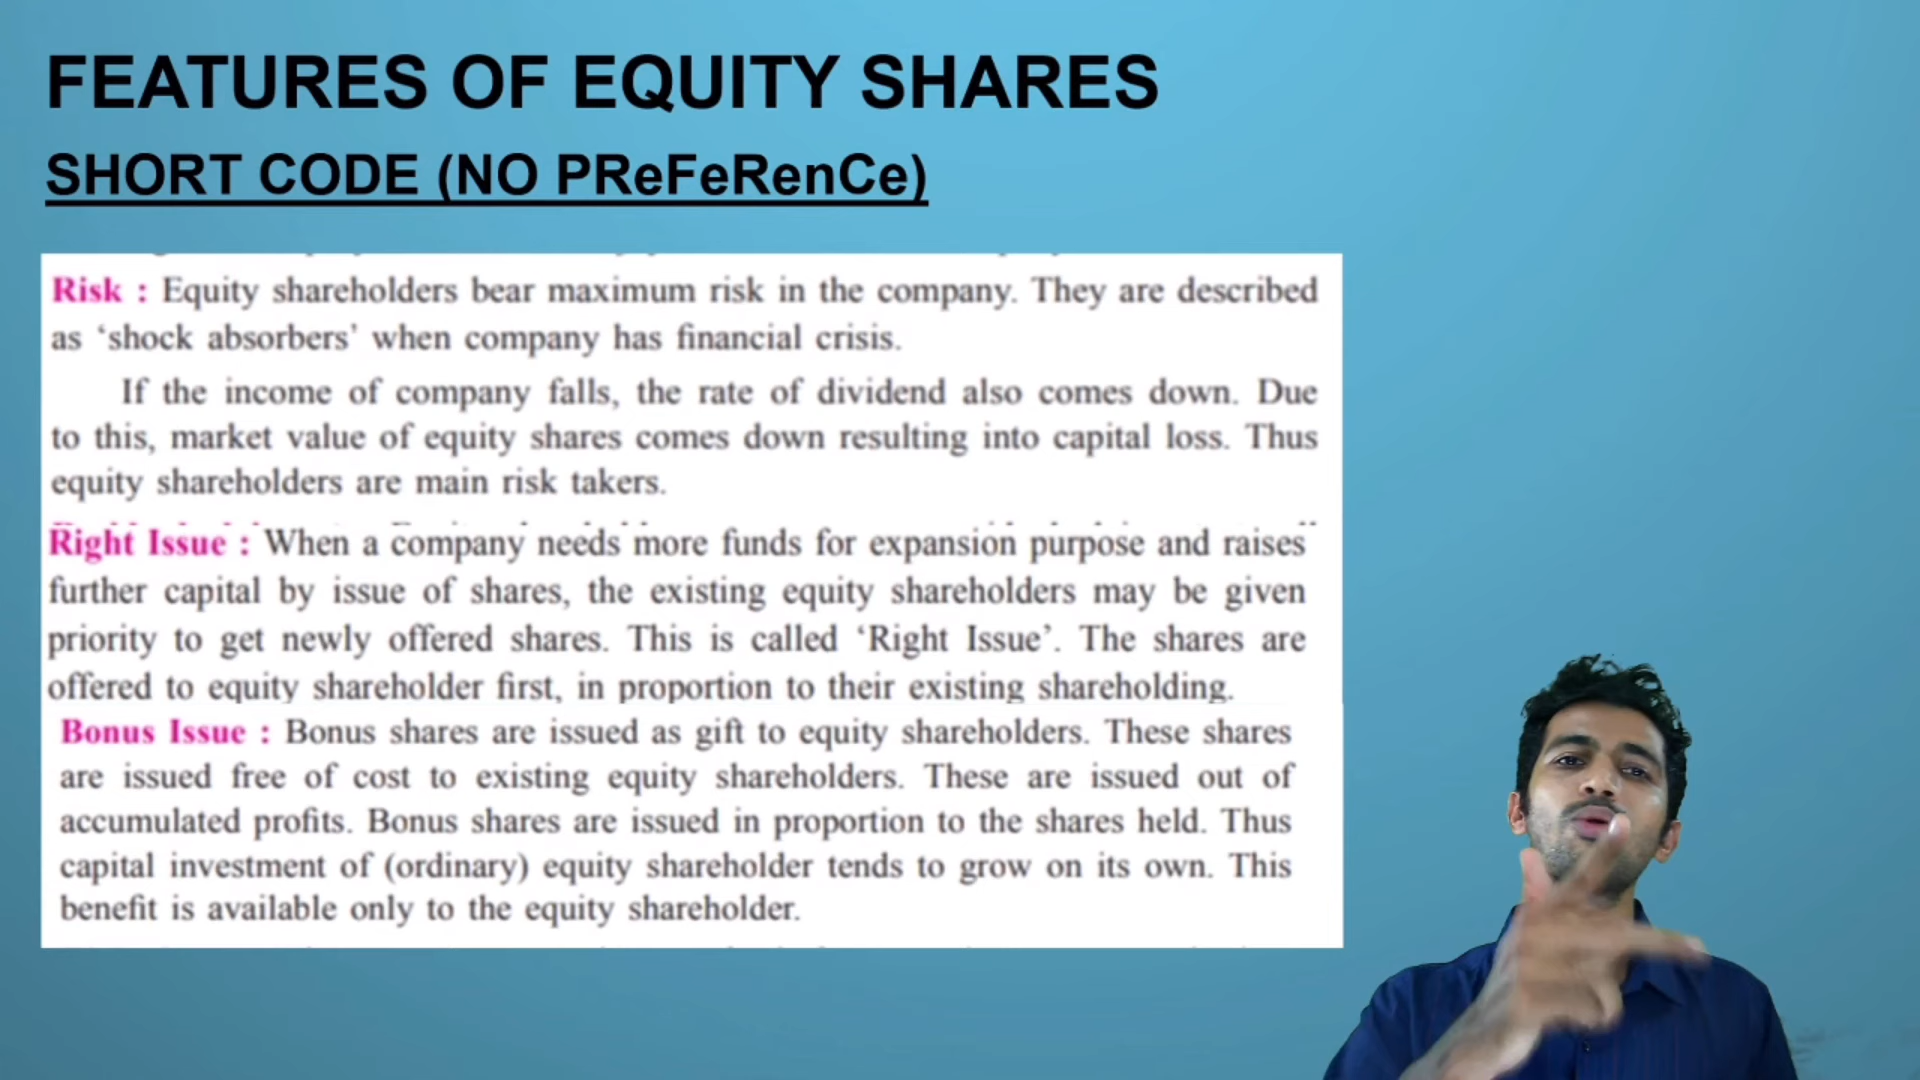 FEATURES OF EQUITY SHARES
SHORT CODE (NO PReFeRenCe)
Risk : Equity shareholders bear maximum risk in the company. They are described
as ‘shock absorbers’ when company has financial crisis.
If the income of company falls, the rate of dividend also comes down. Due
to this, market value of equity shares comes down resulting into capital loss. Thus
equity shareholders are main risk takers.
Right Issue : When a company needs more funds for expansion purpose and raises
further capital by issue of shares, the existing equity shareholders may be given
priority to get newly offered shares. This is called ‘Right Issue’. The shares are
offered to equity shareholder first, in proportion to their existing shareholding.
Bonus Issue : Bonus shares are issued as gift to equity shareholders. These shares
are issued free of cost to existing equity shareholders. These are issued out of
accumulated profits. Bonus shares are issued in proportion to the shares held. Thus
capital investment of (ordinary) equity shareholder tends to grow on its own. This
benefit is available only to the equity shareholder.